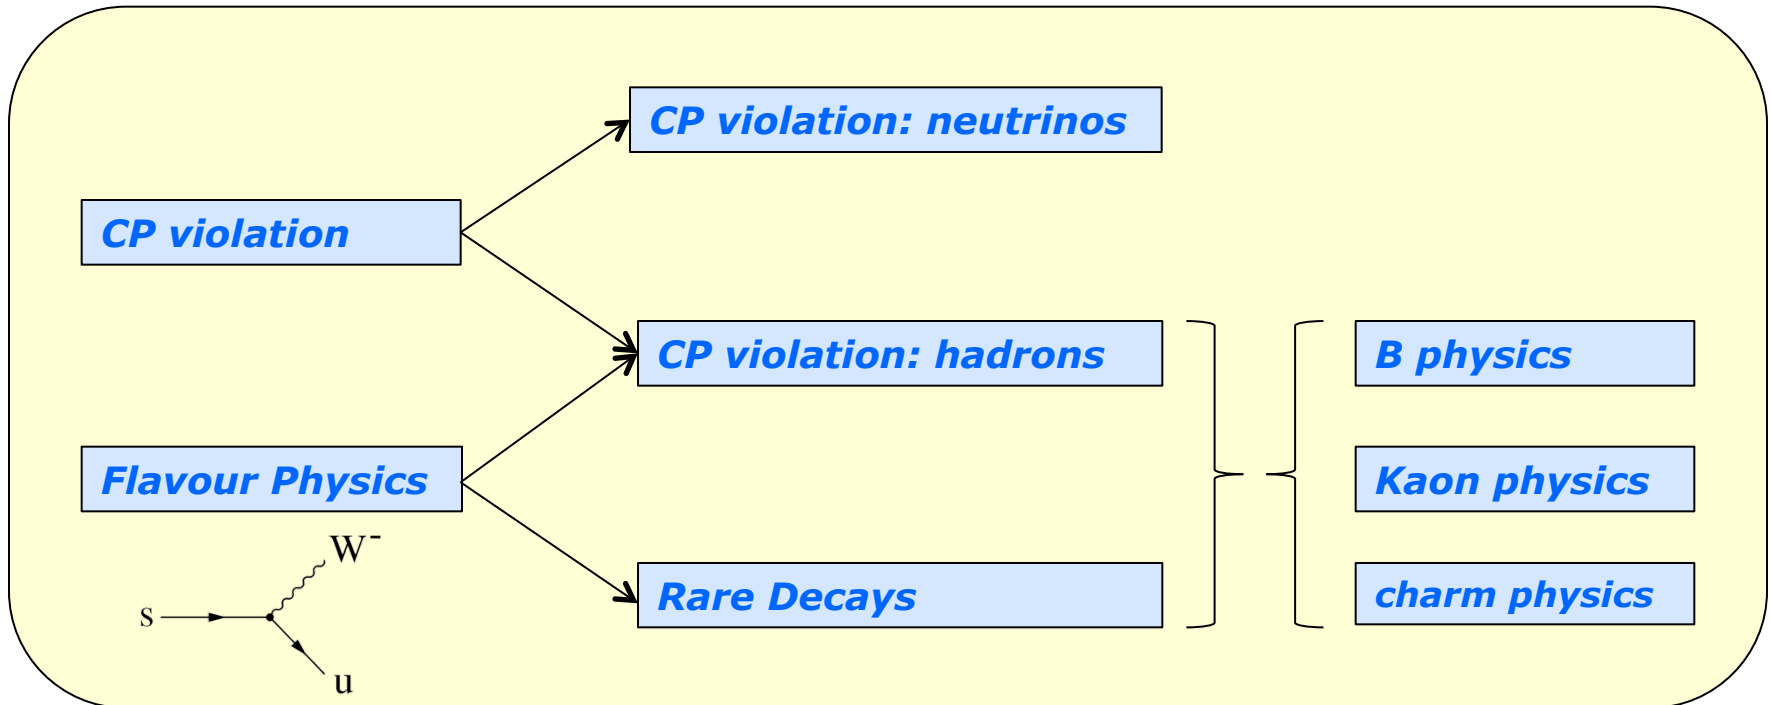 CP violation: neutrinos
CP violation
CP violation: hadrons
B physics
Flavour Physics
Kaon physics
W⁻
Rare Decays
charm physics
s
u